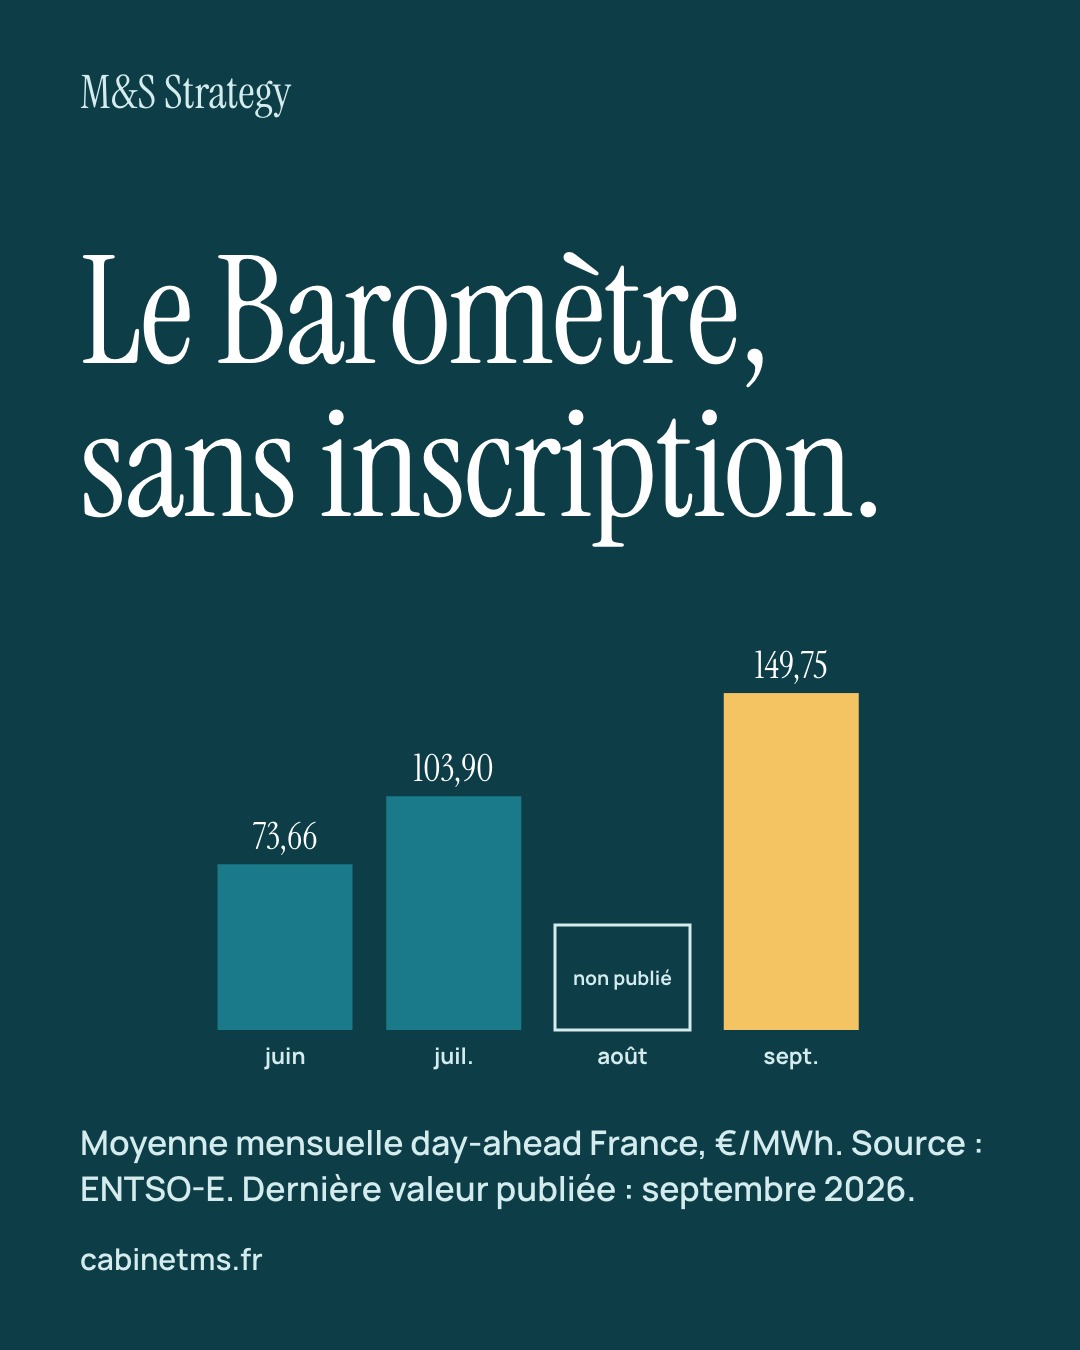 M&S Strategy
Le Baromètre,
sans inscription.
149,75
103,90
73,66
non publié
juin juil. août sept.
Moyenne mensuelle day-ahead France, €/MWh. Source :
ENTSO-E. Dernière valeur publiée : septembre 2026.
cabinetms.fr